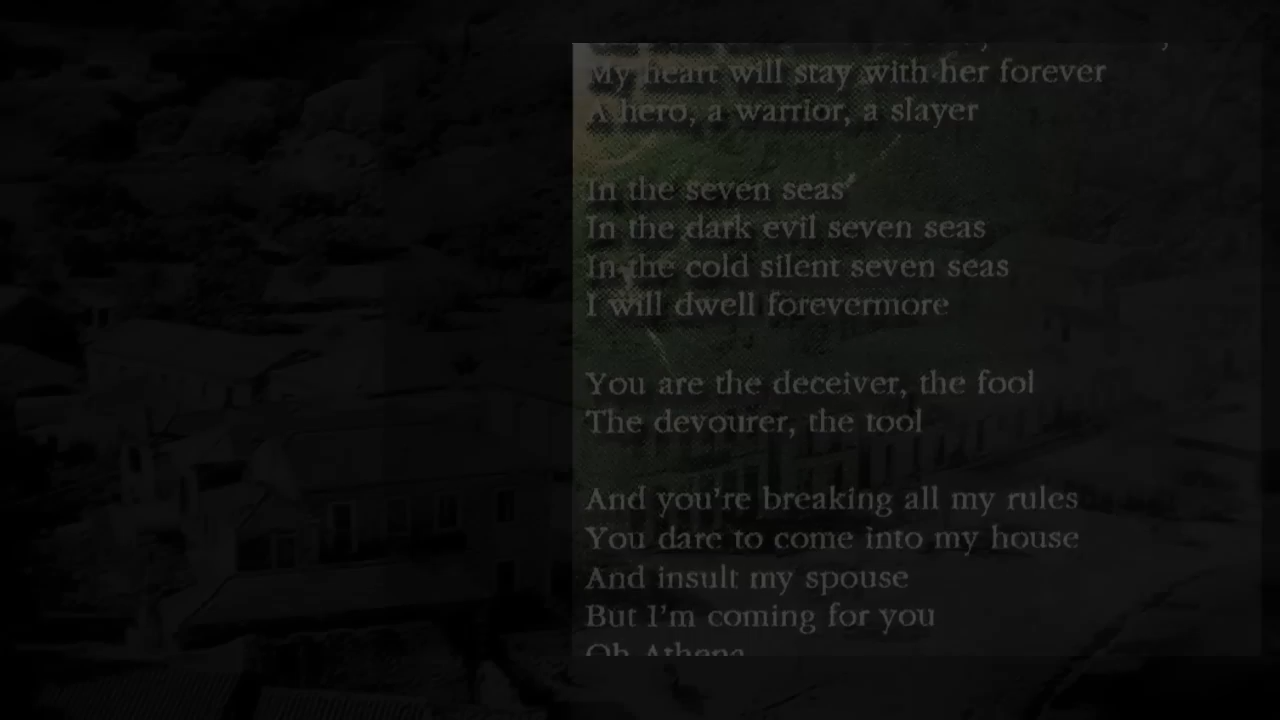 My heart will stay with her forever
A hero, a warrior, a slayer
In the seven seas
In the dark evil seven seas
In the cold silent seven seas
I will dwell forevermore
You are the deceiver, the fool
The devourer, the tool
And you're breaking all my rules
You dare to come into my house
And insult my spouse
But I'm coming for you
Oh Athena